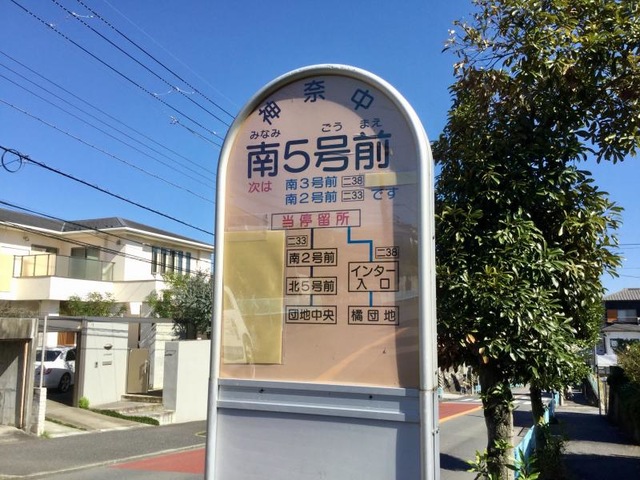 神奈中
みなみ ごう まえ
南5号前
次は 南3号前 二38
南2号前 二33 です
当停留所
二33 二38
南2号前 インター入口
北5号前
団地中央 橘団地